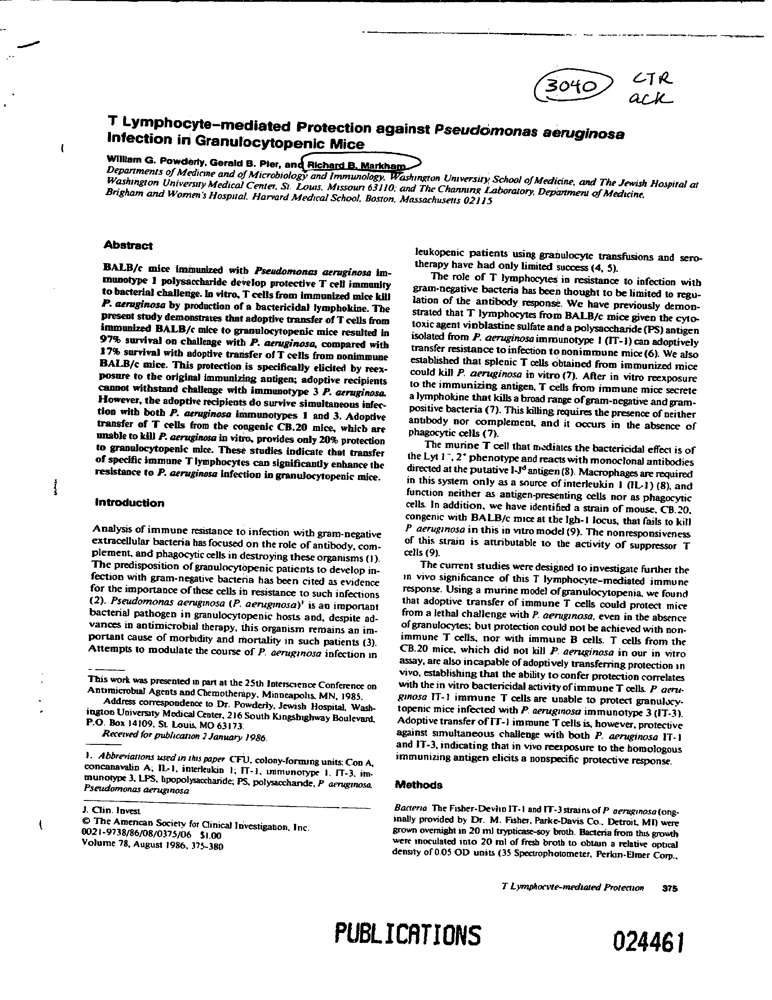 3040
CTR
ack
T Lymphocyte–mediated Protection against Pseudomonas aeruginosa
Infection in Granulocytopenic Mice
William G. Powderly, Gerald B. Pier, and Richard B. Markham
Departments of Medicine and of Microbiology and Immunology, Washington University School of Medicine, and The Jewish Hospital at
Washington University Medical Center, St. Louis, Missouri 63110; and The Channing Laboratory, Department of Medicine,
Brigham and Women's Hospital, Harvard Medical School, Boston, Massachusetts 02115
Abstract
BALB/c mice immunized with Pseudomonas aeruginosa im-
munotype 1 polysaccharide develop protective T cell immunity
to bacterial challenge. In vitro, T cells from immunized mice kill
P. aeruginosa by production of a bactericidal lymphokine. The
present study demonstrates that adoptive transfer of T cells from
immunized BALB/c mice to granulocytopenic mice resulted in
97% survival on challenge with P. aeruginosa, compared with
17% survival with adoptive transfer of T cells from nonimmune
BALB/c mice. This protection is specifically elicited by reex-
posure to the original immunizing antigen; adoptive recipients
cannot withstand challenge with immunotype 3 P. aeruginosa.
However, the adoptive recipients do survive simultaneous infec-
tion with both P. aeruginosa immunotypes 1 and 3. Adoptive
transfer of T cells from the congenic CB.20 mice, which are
unable to kill P. aeruginosa in vitro, provides only 20% protection
to granulocytopenic mice. These studies indicate that transfer
of specific immune T lymphocytes can significantly enhance the
resistance to P. aeruginosa infection in granulocytopenic mice.
Introduction
Analysis of immune resistance to infection with gram-negative
extracellular bacteria has focused on the role of antibody, com-
plement, and phagocytic cells in destroying these organisms (1).
The predisposition of granulocytopenic patients to develop in-
fection with gram-negative bacteria has been cited as evidence
for the importance of these cells in resistance to such infections
(2). Pseudomonas aeruginosa (P. aeruginosa)¹ is an important
bacterial pathogen in granulocytopenic hosts and, despite ad-
vances in antimicrobial therapy, this organism remains an im-
portant cause of morbidity and mortality in such patients (3).
Attempts to modulate the course of P. aeruginosa infection in
This work was presented in part at the 25th Interscience Conference on
Antimicrobial Agents and Chemotherapy, Minneapolis, MN, 1985.
Address correspondence to Dr. Powderly, Jewish Hospital, Wash-
ington University Medical Center, 216 South Kingshighway Boulevard,
P.O. Box 14109, St. Louis, MO 63173.
Received for publication 2 January 1986.
1. Abbreviations used in this paper CFU, colony-forming units; Con A,
concanavalin A; IL-1, interleukin 1; IT-1, immunotype 1, IT-3, im-
munotype 3, LPS, lipopolysaccharide; PS, polysaccharide, P aeruginosa,
Pseudomonas aeruginosa
J. Clin. Invest
© The American Society for Clinical Investigation, Inc.
0021-9738/86/08/0375/06 $1.00
Volume 78, August 1986, 375-380
leukopenic patients using granulocyte transfusions and sero-
therapy have had only limited success (4, 5).
The role of T lymphocytes in resistance to infection with
gram-negative bacteria has been thought to be limited to regu-
lation of the antibody response. We have previously demon-
strated that T lymphocytes from BALB/c mice given the cyto-
toxic agent vinblastine sulfate and a polysaccharide (PS) antigen
isolated from P. aeruginosa immunotype 1 (IT-1) can adoptively
transfer resistance to infection to nonimmune mice (6). We also
established that splenic T cells obtained from immunized mice
could kill P. aeruginosa in vitro (7). After in vitro reexposure
to the immunizing antigen, T cells from immune mice secrete
a lymphokine that kills a broad range of gram-negative and gram-
positive bacteria (7). This killing requires the presence of neither
antibody nor complement, and it occurs in the absence of
phagocytic cells (7).
The murine T cell that mediates the bactericidal effect is of
the Lyt 1⁻, 2⁺ phenotype and reacts with monoclonal antibodies
directed at the putative I-Jᵈ antigen (8). Macrophages are required
in this system only as a source of interleukin 1 (IL-1) (8), and
function neither as antigen-presenting cells nor as phagocytic
cells. In addition, we have identified a strain of mouse, CB.20,
congenic with BALB/c mice at the Igh-1 locus, that fails to kill
P aeruginosa in this in vitro model (9). The nonresponsiveness
of this strain is attributable to the activity of suppressor T
cells (9).
The current studies were designed to investigate further the
in vivo significance of this T lymphocyte–mediated immune
response. Using a murine model of granulocytopenia, we found
that adoptive transfer of immune T cells could protect mice
from a lethal challenge with P. aeruginosa, even in the absence
of granulocytes; but protection could not be achieved with non-
immune T cells, nor with immune B cells. T cells from the
CB.20 mice, which did not kill P. aeruginosa in our in vitro
assay, are also incapable of adoptively transferring protection in
vivo, establishing that the ability to confer protection correlates
with the in vitro bactericidal activity of immune T cells. P aeru-
ginosa IT-1 immune T cells are unable to protect granulocy-
topenic mice infected with P. aeruginosa immunotype 3 (IT-3).
Adoptive transfer of IT-1 immune T cells is, however, protective
against simultaneous challenge with both P. aeruginosa IT-1
and IT-3, indicating that in vivo reexposure to the homologous
immunizing antigen elicits a nonspecific protective response.
Methods
Bacteria The Fisher-Devlin IT-1 and IT-3 strains of P aeruginosa (orig-
inally provided by Dr. M. Fisher, Parke-Davis Co., Detroit, MI) were
grown overnight in 20 ml trypticase-soy broth. Bacteria from this growth
were inoculated into 20 ml of fresh broth to obtain a relative optical
density of 0.05 OD units (35 Spectrophotometer, Perkin-Elmer Corp.,
T Lymphocyte-mediated Protection 375
PUBLICATIONS
024461